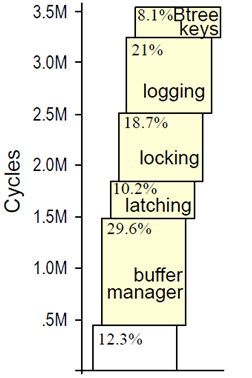 3.5M
8.1% Btree
keys
21%
3.0M
logging
18.7%
2.5M
locking
2.0M
10.2%
latching
1.5M
29.6%
Cycles
1.0M
buffer
manager
.5M
12.3%